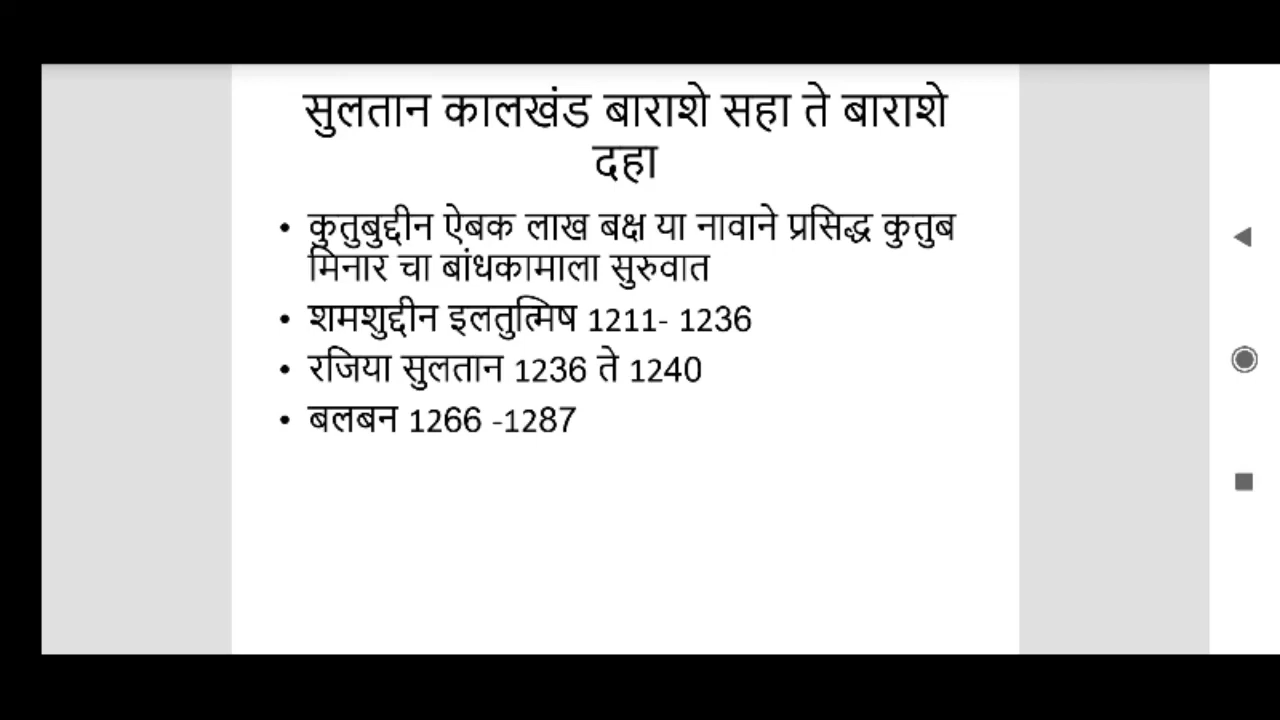 सुलतान कालखंड बाराशे सहा ते बाराशे
दहा
• कुतुबुद्दीन ऐबक लाख बक्ष या नावाने प्रसिद्ध कुतुब
मिनार चा बांधकामाला सुरुवात
• शमशुद्दीन इलतुत्मिष 1211- 1236
• रजिया सुलतान 1236 ते 1240
• बलबन 1266 -1287